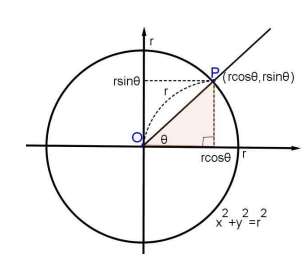 r
P
(rcosθ,rsinθ)
rsinθ
r
O
θ
rcosθ
r
x²+y²=r²